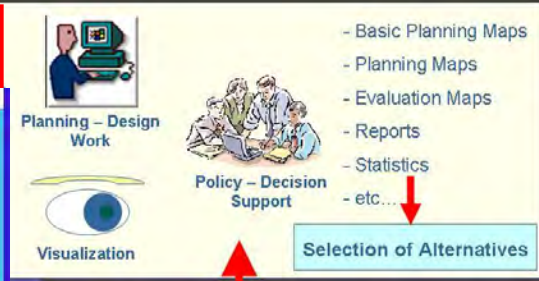 Planning – Design
Work
Visualization
Policy – Decision
Support
- Basic Planning Maps
- Planning Maps
- Evaluation Maps
- Reports
- Statistics
- etc...
Selection of Alternatives